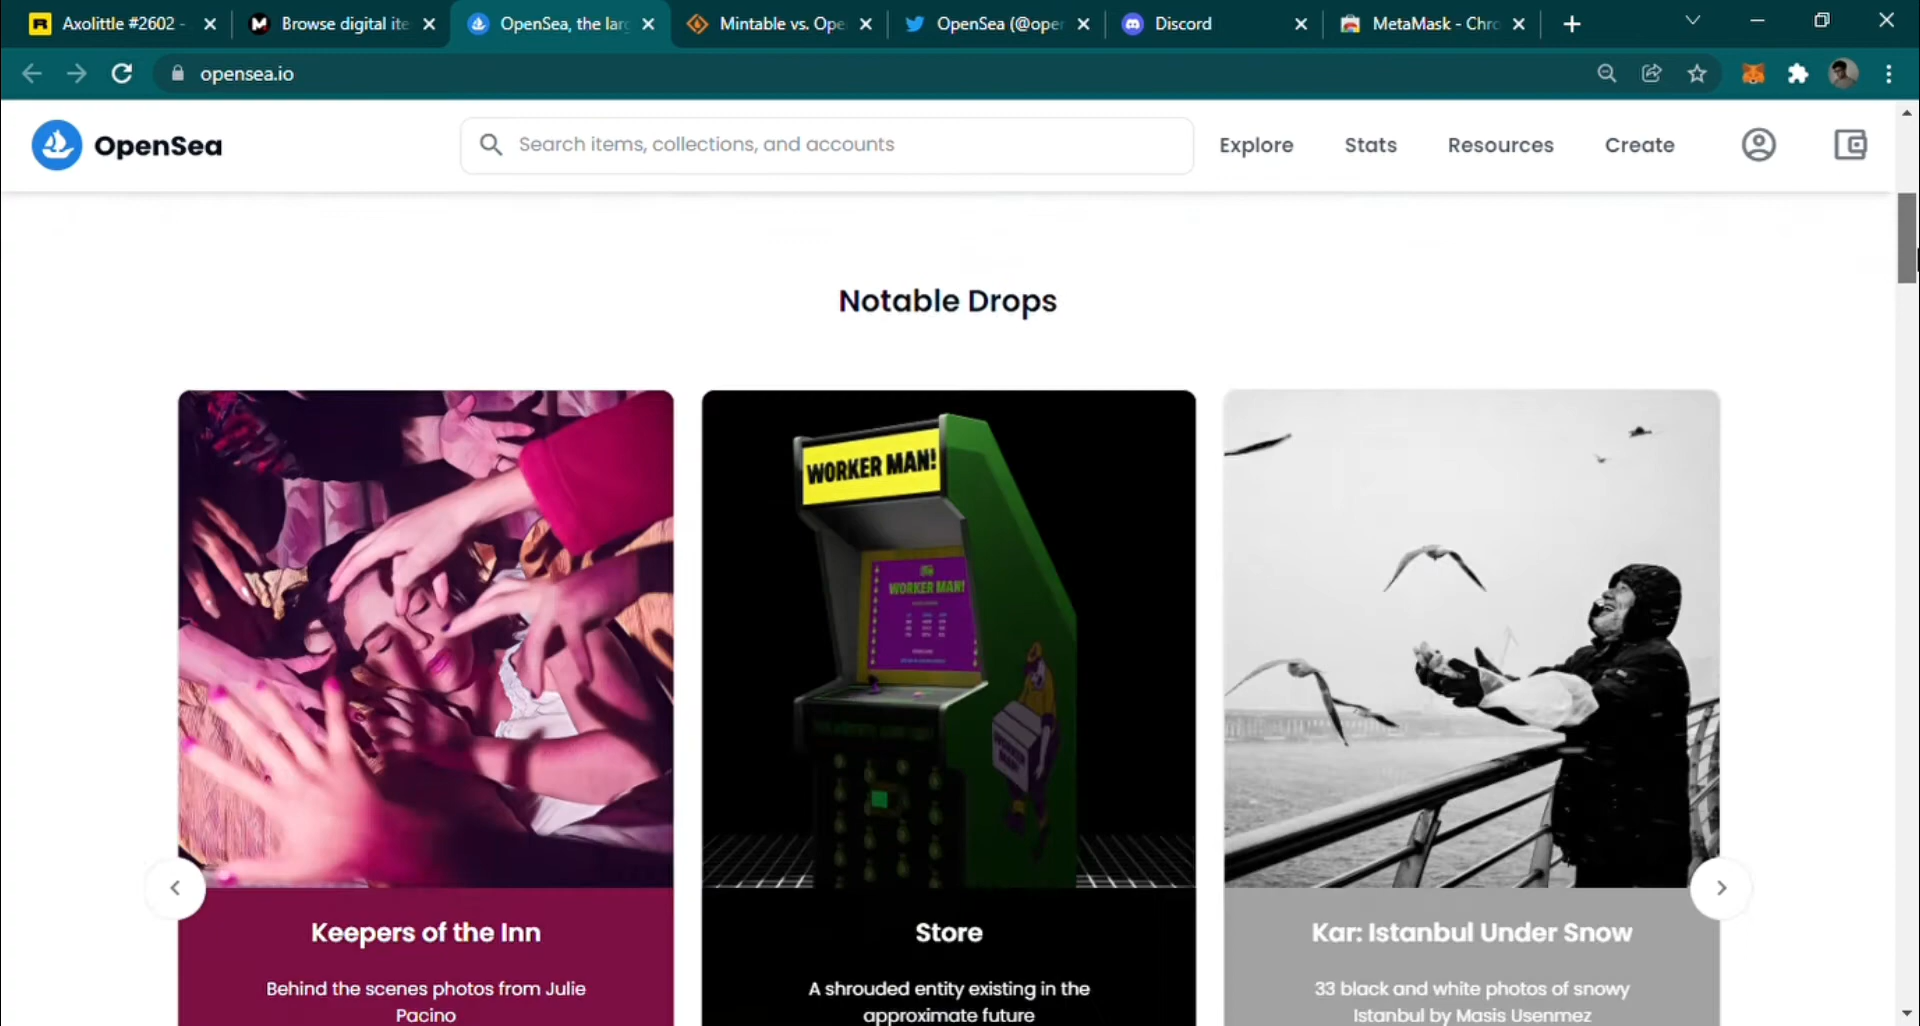 Axolittle #2602 -
Browse digital ite
OpenSea, the larg
Mintable vs. Ope
OpenSea (@open
Discord
MetaMask - Chro
opensea.io
OpenSea
Search items, collections, and accounts
Explore
Stats
Resources
Create
Notable Drops
WORKER MAN!
WORKER MAN!
Keepers of the Inn
Behind the scenes photos from Julie
Pacino
Store
A shrouded entity existing in the
approximate future
Kar: Istanbul Under Snow
33 black and white photos of snowy
Istanbul by Masis Usenmez